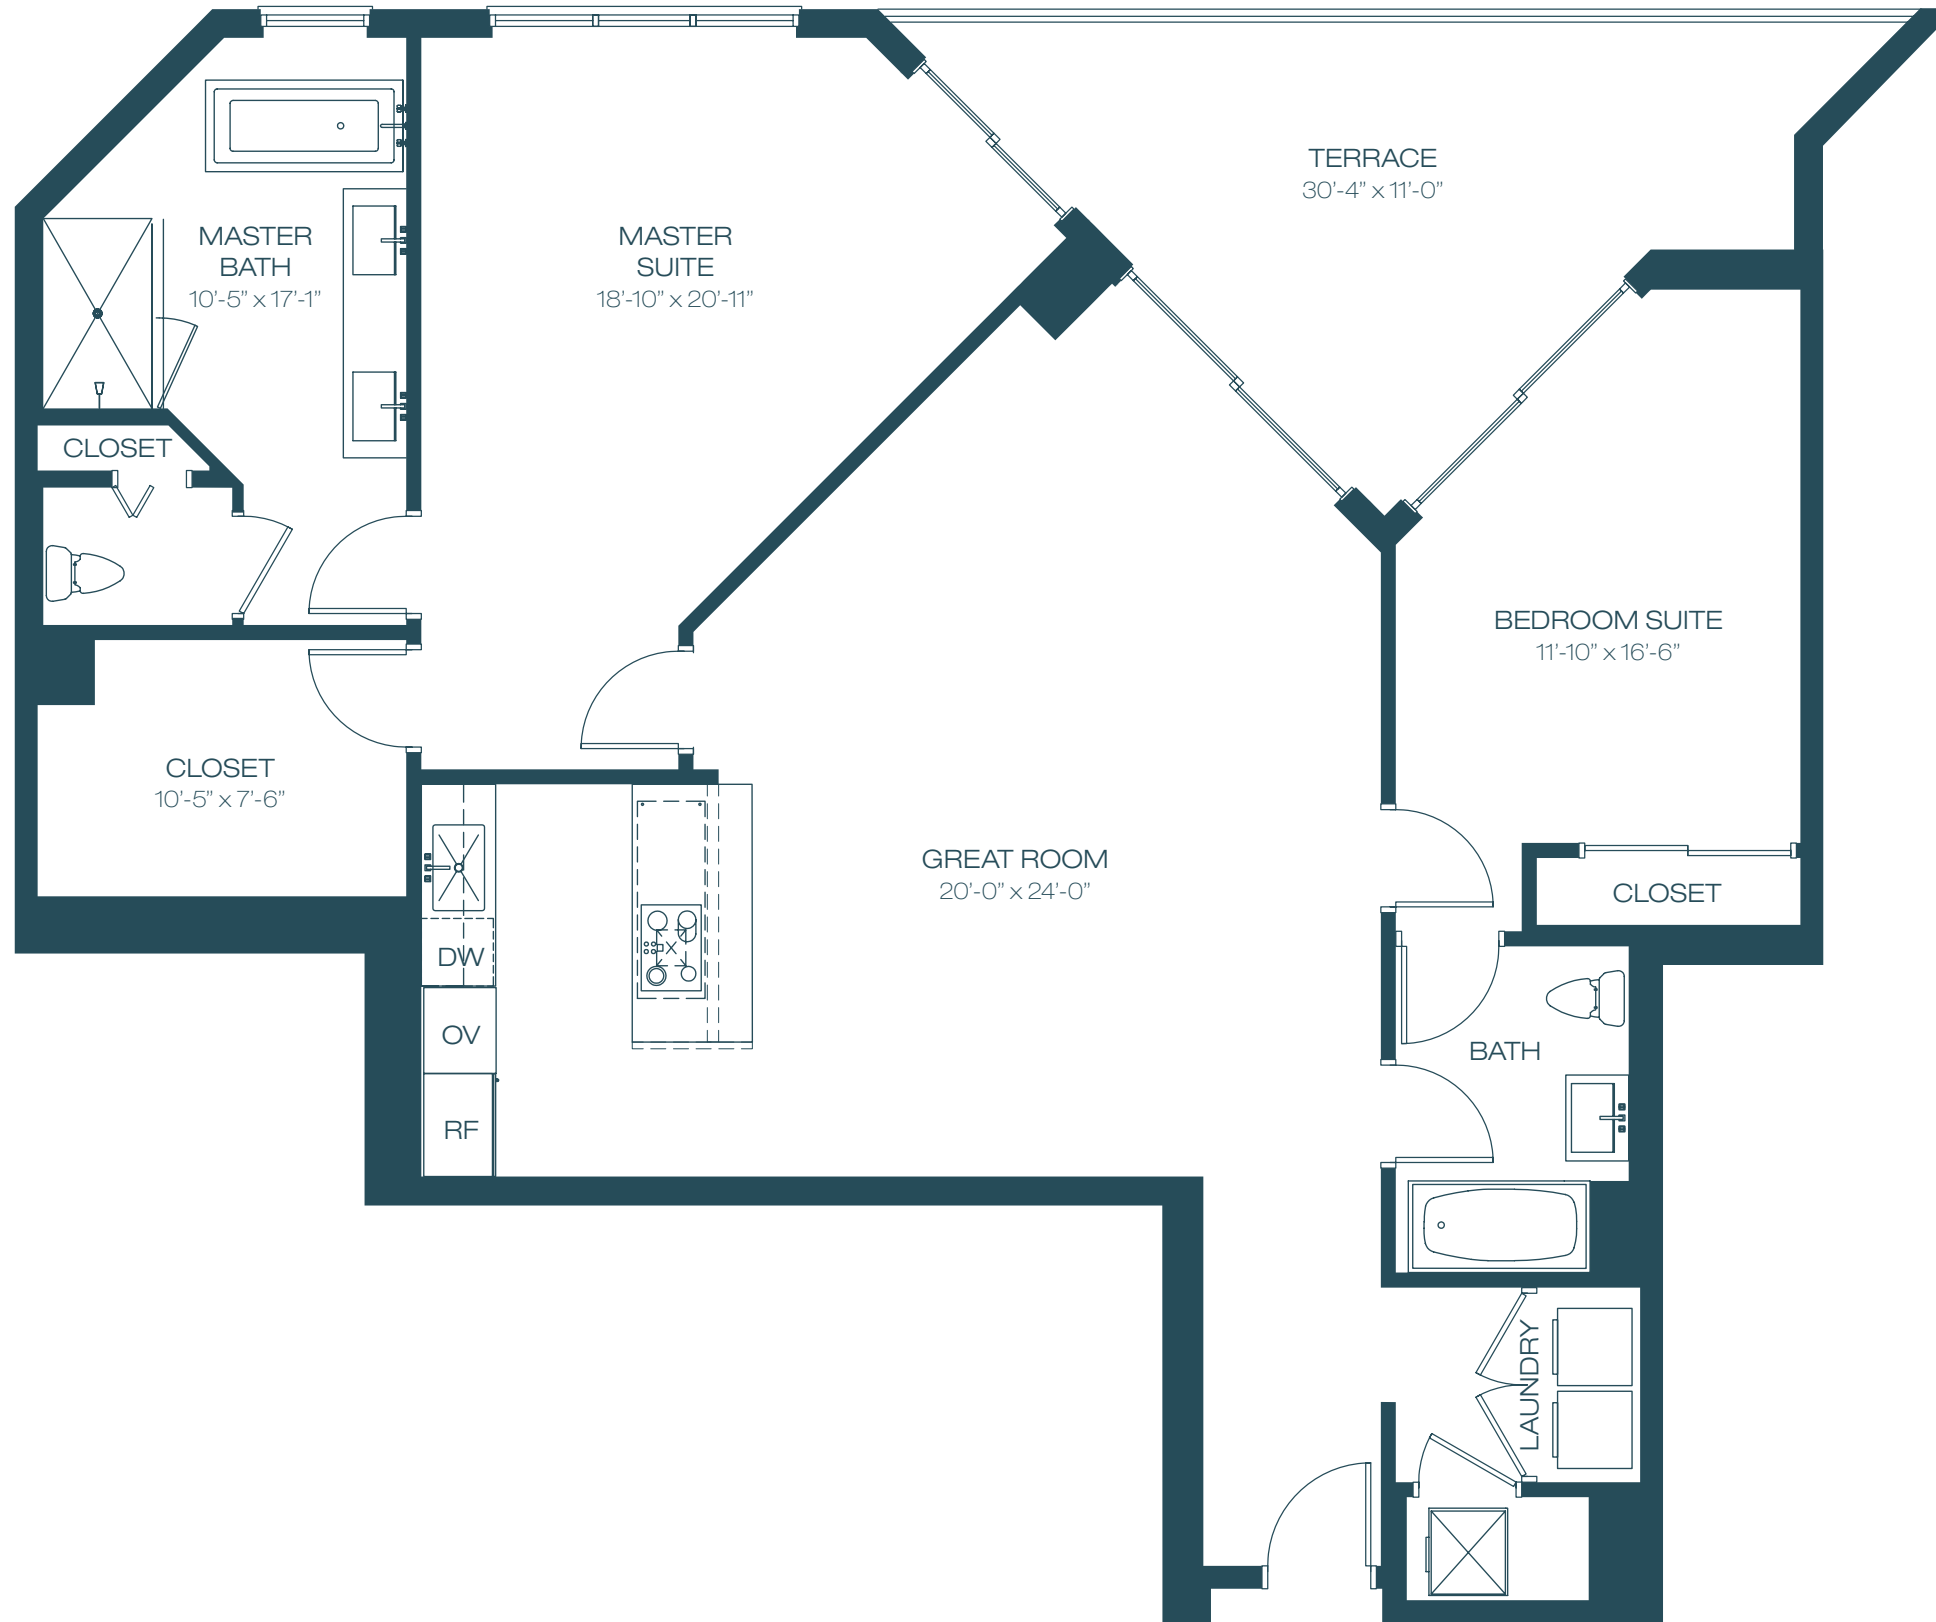 TERRACE
30'-4" x 11'-0"
MASTER
BATH
10'-5" x 17'-1"
MASTER
SUITE
18'-10" x 20'-11"
CLOSET
BEDROOM SUITE
11'-10" x 16'-6"
CLOSET
10'-5" x 7'-6"
GREAT ROOM
20'-0" x 24'-0"
CLOSET
DW
OV
BATH
RF
LAUNDRY